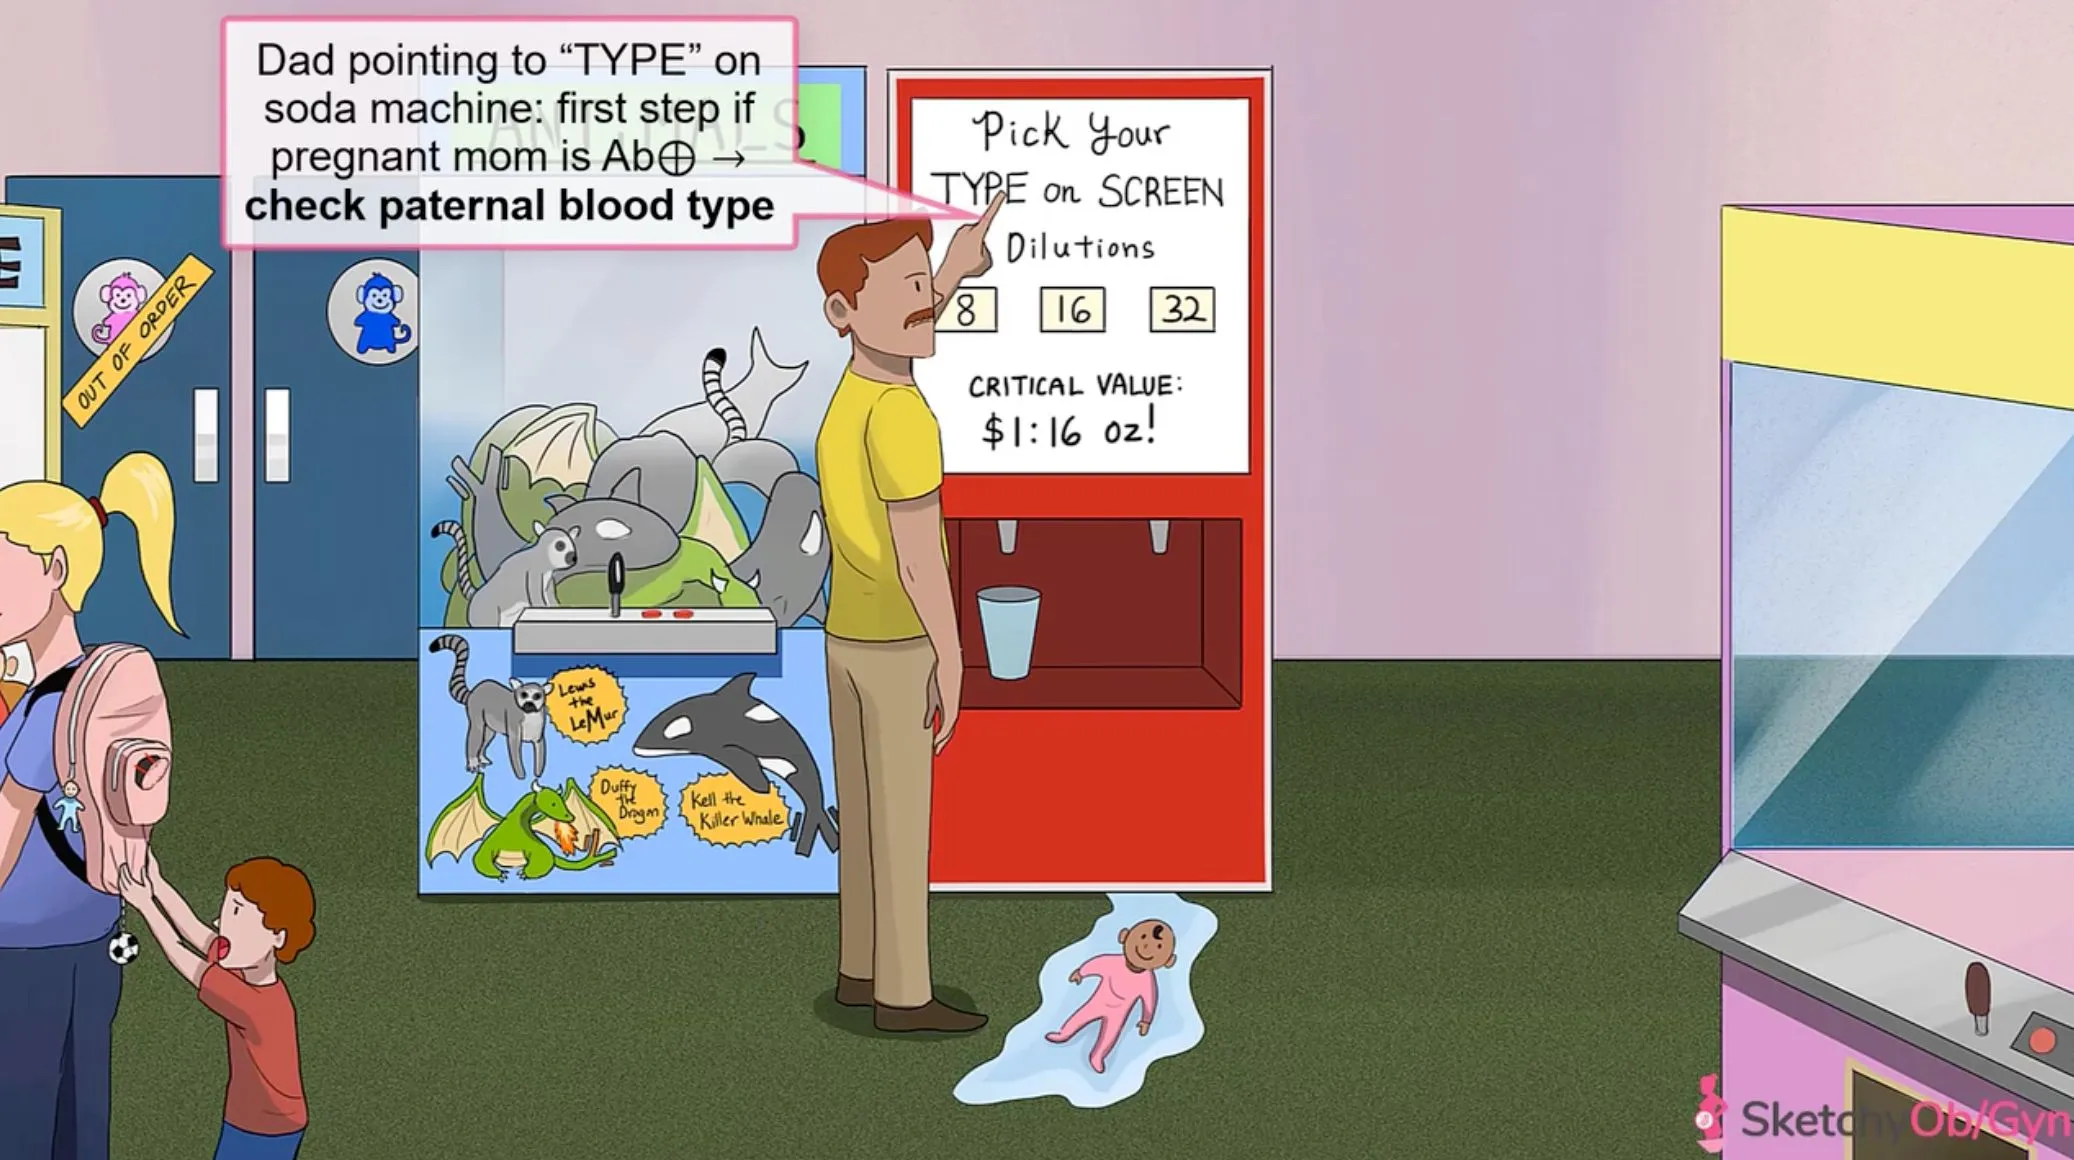 Dad pointing to “TYPE” on
soda machine: first step if
pregnant mom is Ab⊕ →
check paternal blood type
ANIMALS
Pick Your
TYPE on SCREEN
Dilutions
8 16 32
CRITICAL VALUE:
$1:16 oz!
E
OUT OF ORDER
Lewis
the
LeMur
Duffy
the
Dragon
Kell the
Killer Whale
SketchyOb/Gyn